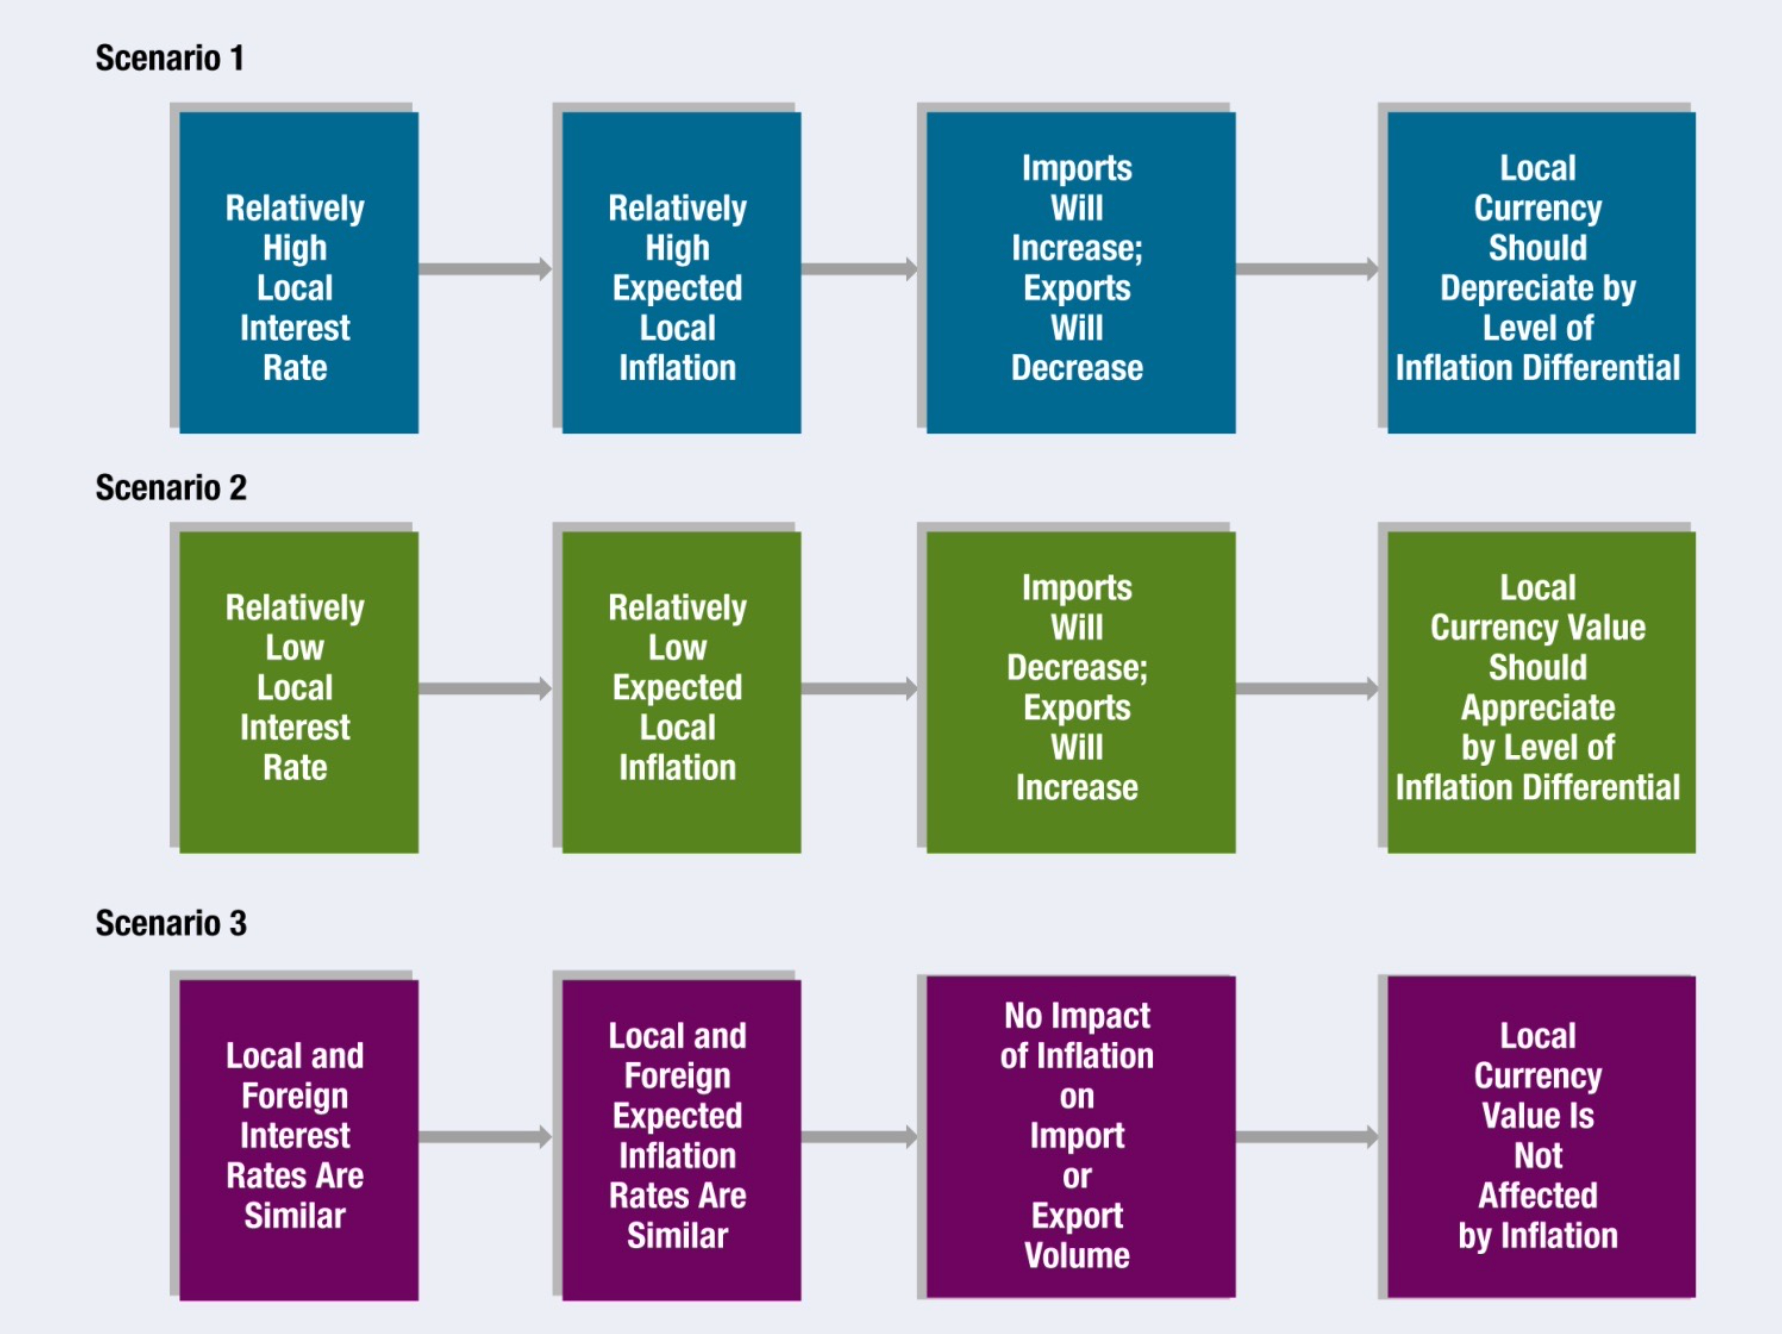 Scenario 1
Relatively
High
Local
Interest
Rate
Relatively
High
Expected
Local
Inflation
Imports
Will
Increase;
Exports
Will
Decrease
Local
Currency
Should
Depreciate by
Level of
Inflation Differential
Scenario 2
Relatively
Low
Local
Interest
Rate
Relatively
Low
Expected
Local
Inflation
Imports
Will
Decrease;
Exports
Will
Increase
Local
Currency Value
Should
Appreciate
by Level of
Inflation Differential
Scenario 3
Local and
Foreign
Interest
Rates Are
Similar
Local and
Foreign
Expected
Inflation
Rates Are
Similar
No Impact
of Inflation
on
Import
or
Export
Volume
Local
Currency
Value Is
Not
Affected
by Inflation